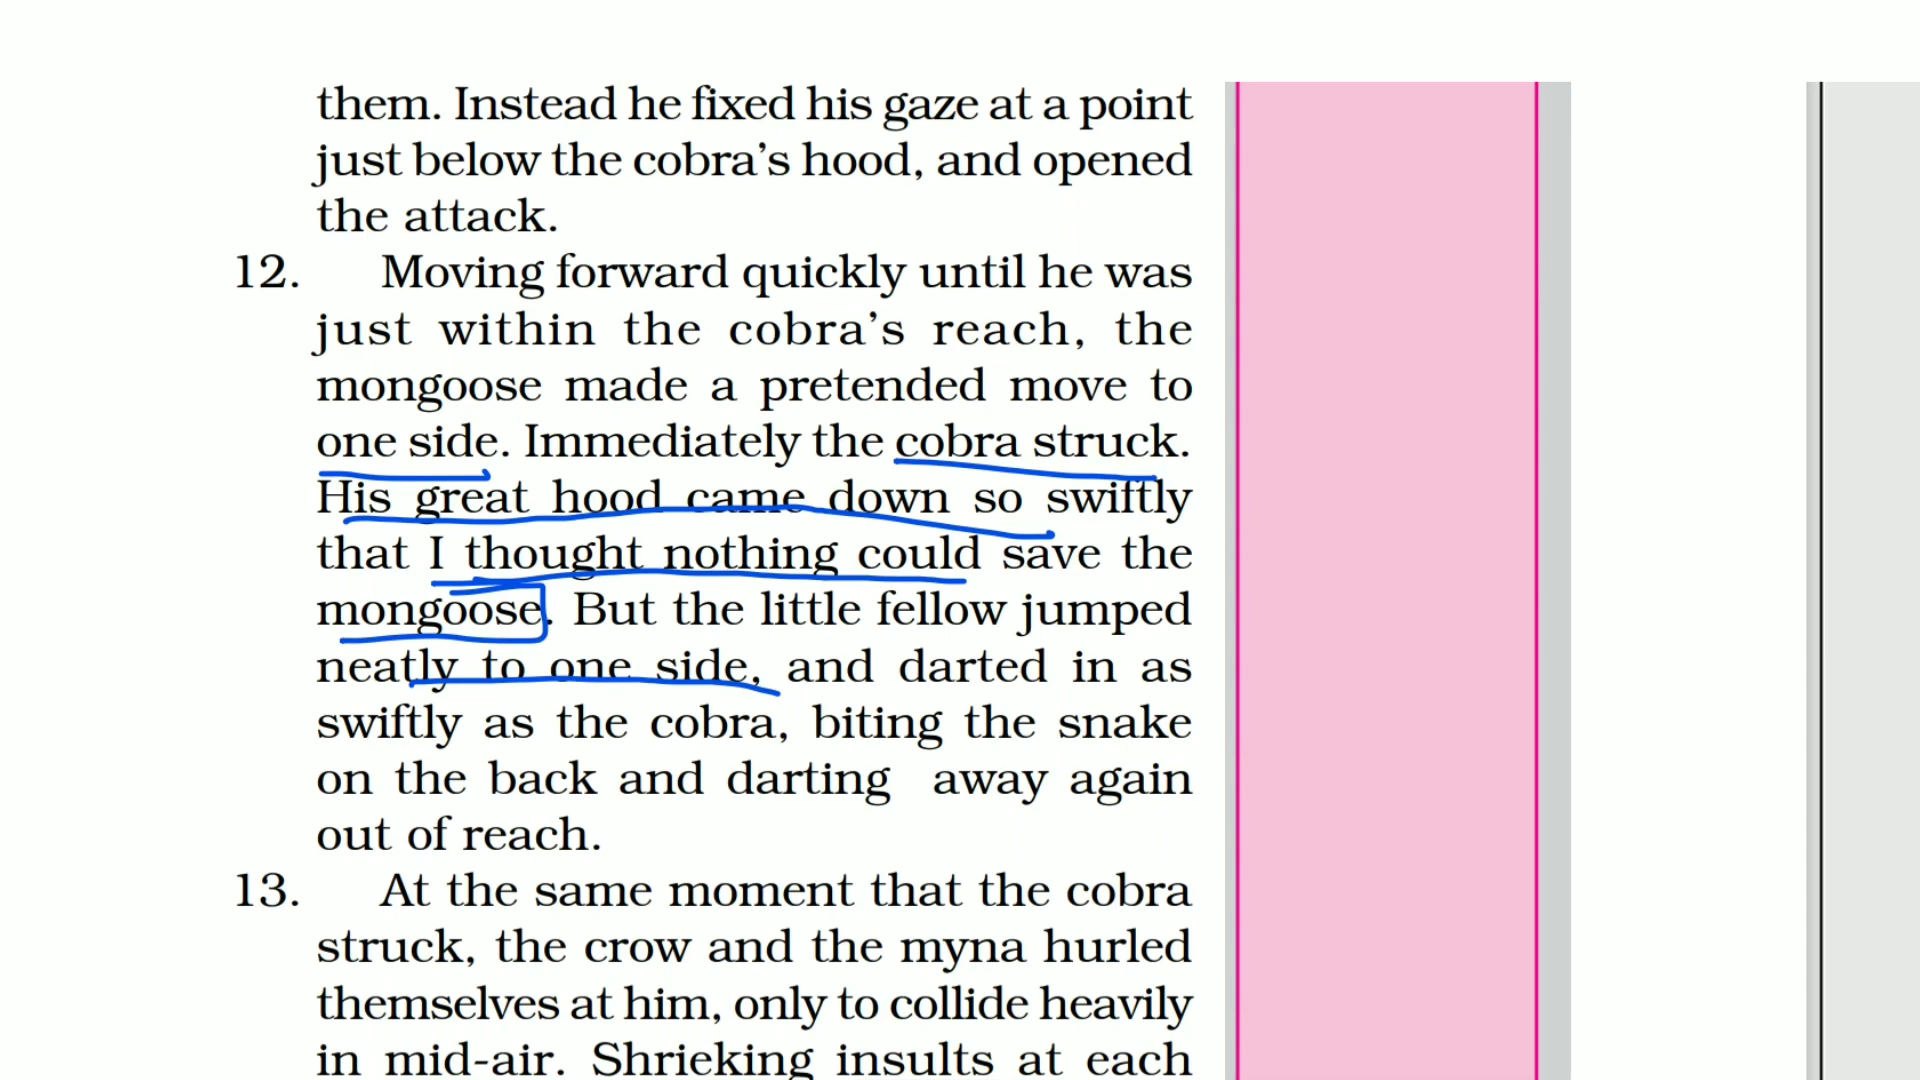 them. Instead he fixed his gaze at a point
just below the cobra's hood, and opened
the attack.
12. Moving forward quickly until he was
just within the cobra's reach, the
mongoose made a pretended move to
one side. Immediately the cobra struck.
His great hood came down so swiftly
that I thought nothing could save the
mongoose. But the little fellow jumped
neatly to one side, and darted in as
swiftly as the cobra, biting the snake
on the back and darting away again
out of reach.
13. At the same moment that the cobra
struck, the crow and the myna hurled
themselves at him, only to collide heavily
in mid-air. Shrieking insults at each